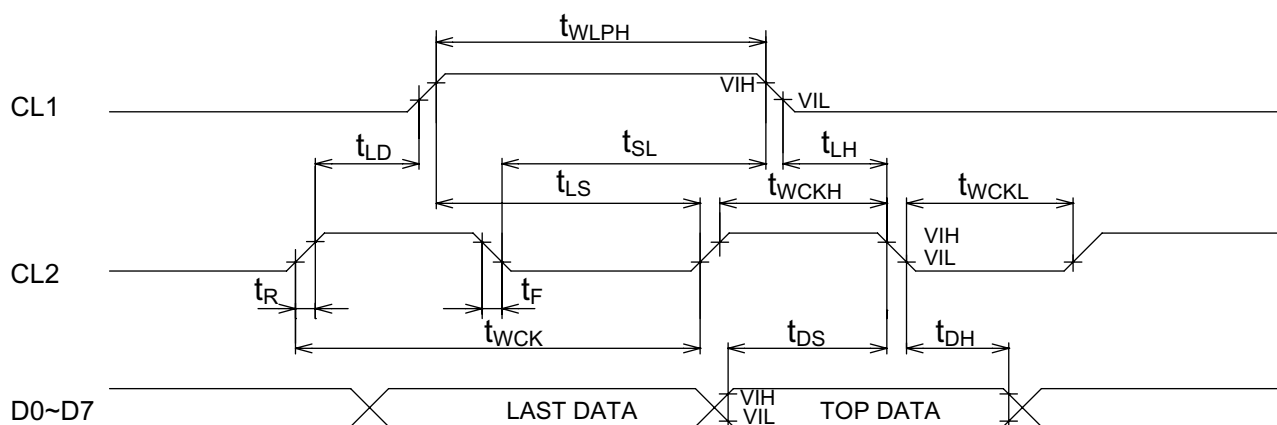 tWLPH
CL1
VIH
VIL
tLD
tSL
tLH
tLS
tWCKH
tWCKL
CL2
VIH
VIL
tR
tF
tWCK
tDS
tDH
D0~D7
LAST DATA
VIH
VIL
TOP DATA